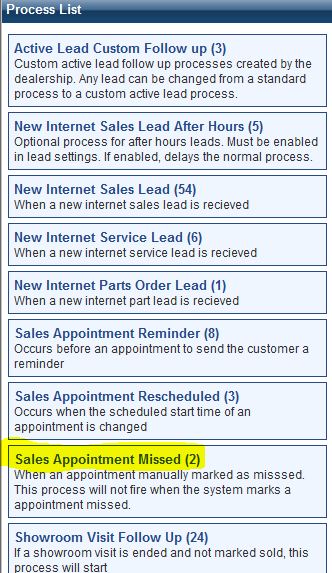 Process List
Active Lead Custom Follow up (3)
Custom active lead follow up processes created by the
dealership. Any lead can be changed from a standard
process to a custom active lead process.
New Internet Sales Lead After Hours (5)
Optional process for after hours leads. Must be enabled
in lead settings. If enabled, delays the normal process.
New Internet Sales Lead (54)
When a new internet sales lead is recieved
New Internet Service Lead (6)
When a new internet service lead is recieved
New Internet Parts Order Lead (1)
When a new internet part lead is recieved
Sales Appointment Reminder (8)
Occurs before an appointment to send the customer a
reminder
Sales Appointment Rescheduled (3)
Occurs when the scheduled start time of an
appointment is changed
Sales Appointment Missed (2)
When an appointment manually marked as misssed.
This process will not fire when the system marks a
appointment missed.
Showroom Visit Follow Up (24)
If a showroom visit is ended and not marked sold, this
process will start